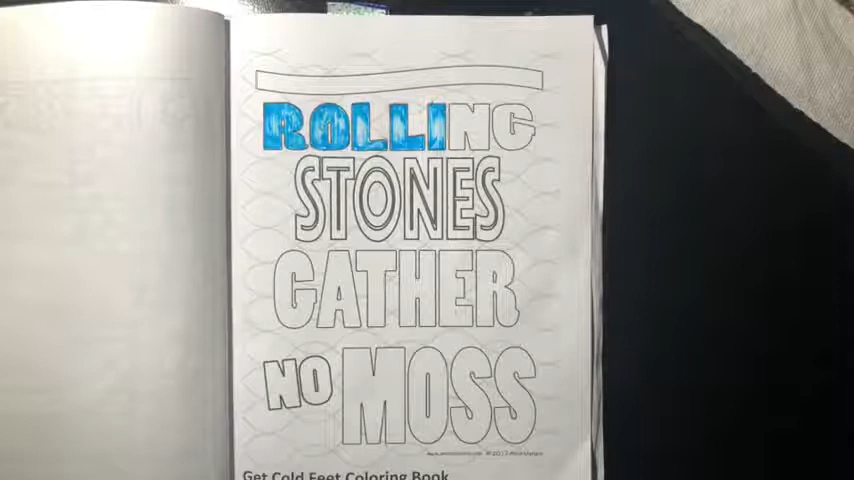 ROLLING
STONES
GATHER
NO MOSS
Get Cold Feet Coloring Book